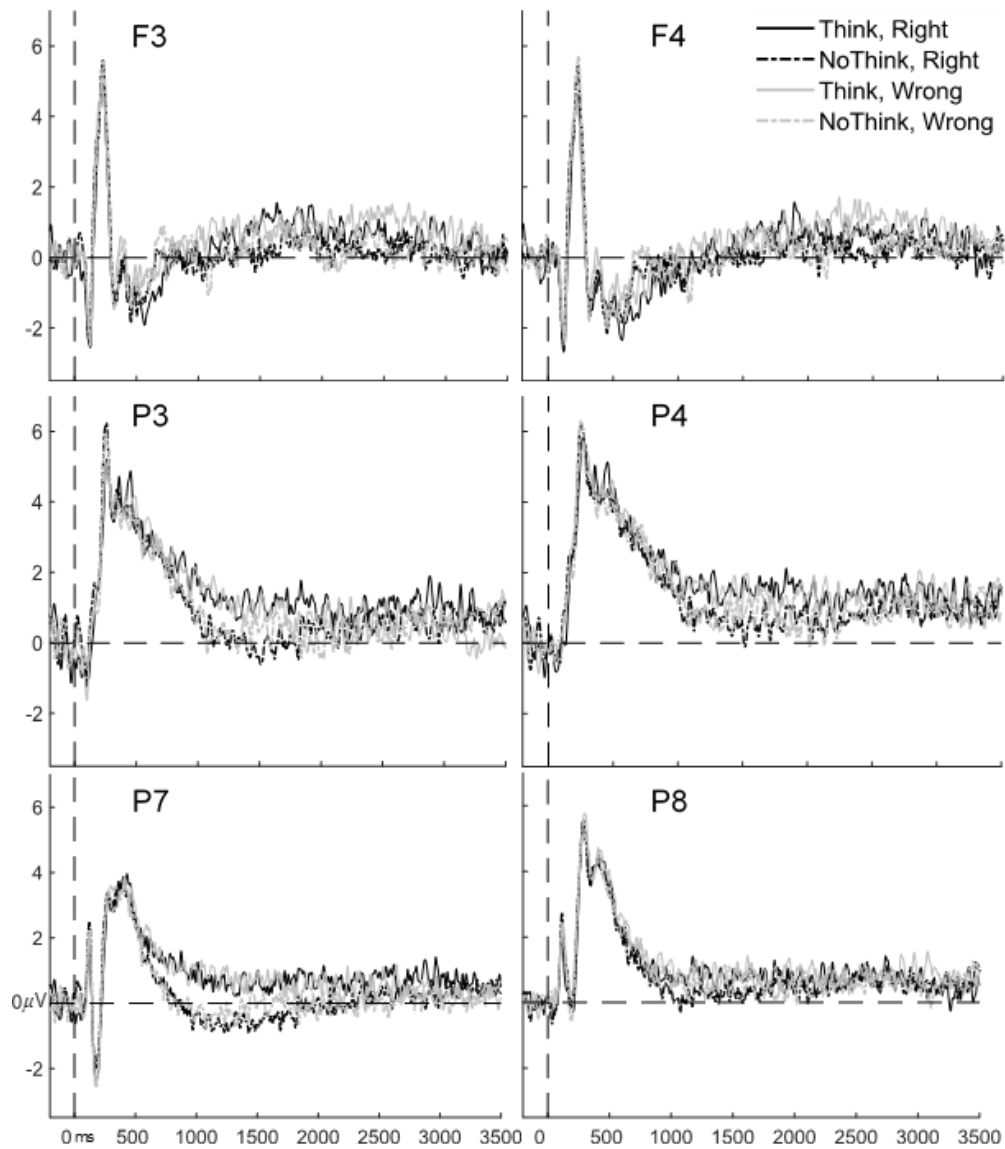 F3
6
4
2
0
-2
F4
Think, Right
NoThink, Right
Think, Wrong
NoThink, Wrong
P3
6
4
2
0
-2
P4
P7
6
4
2
0µV
-2
P8
0 ms 500 1000 1500 2000 2500 3000 3500
0 500 1000 1500 2000 2500 3000 3500